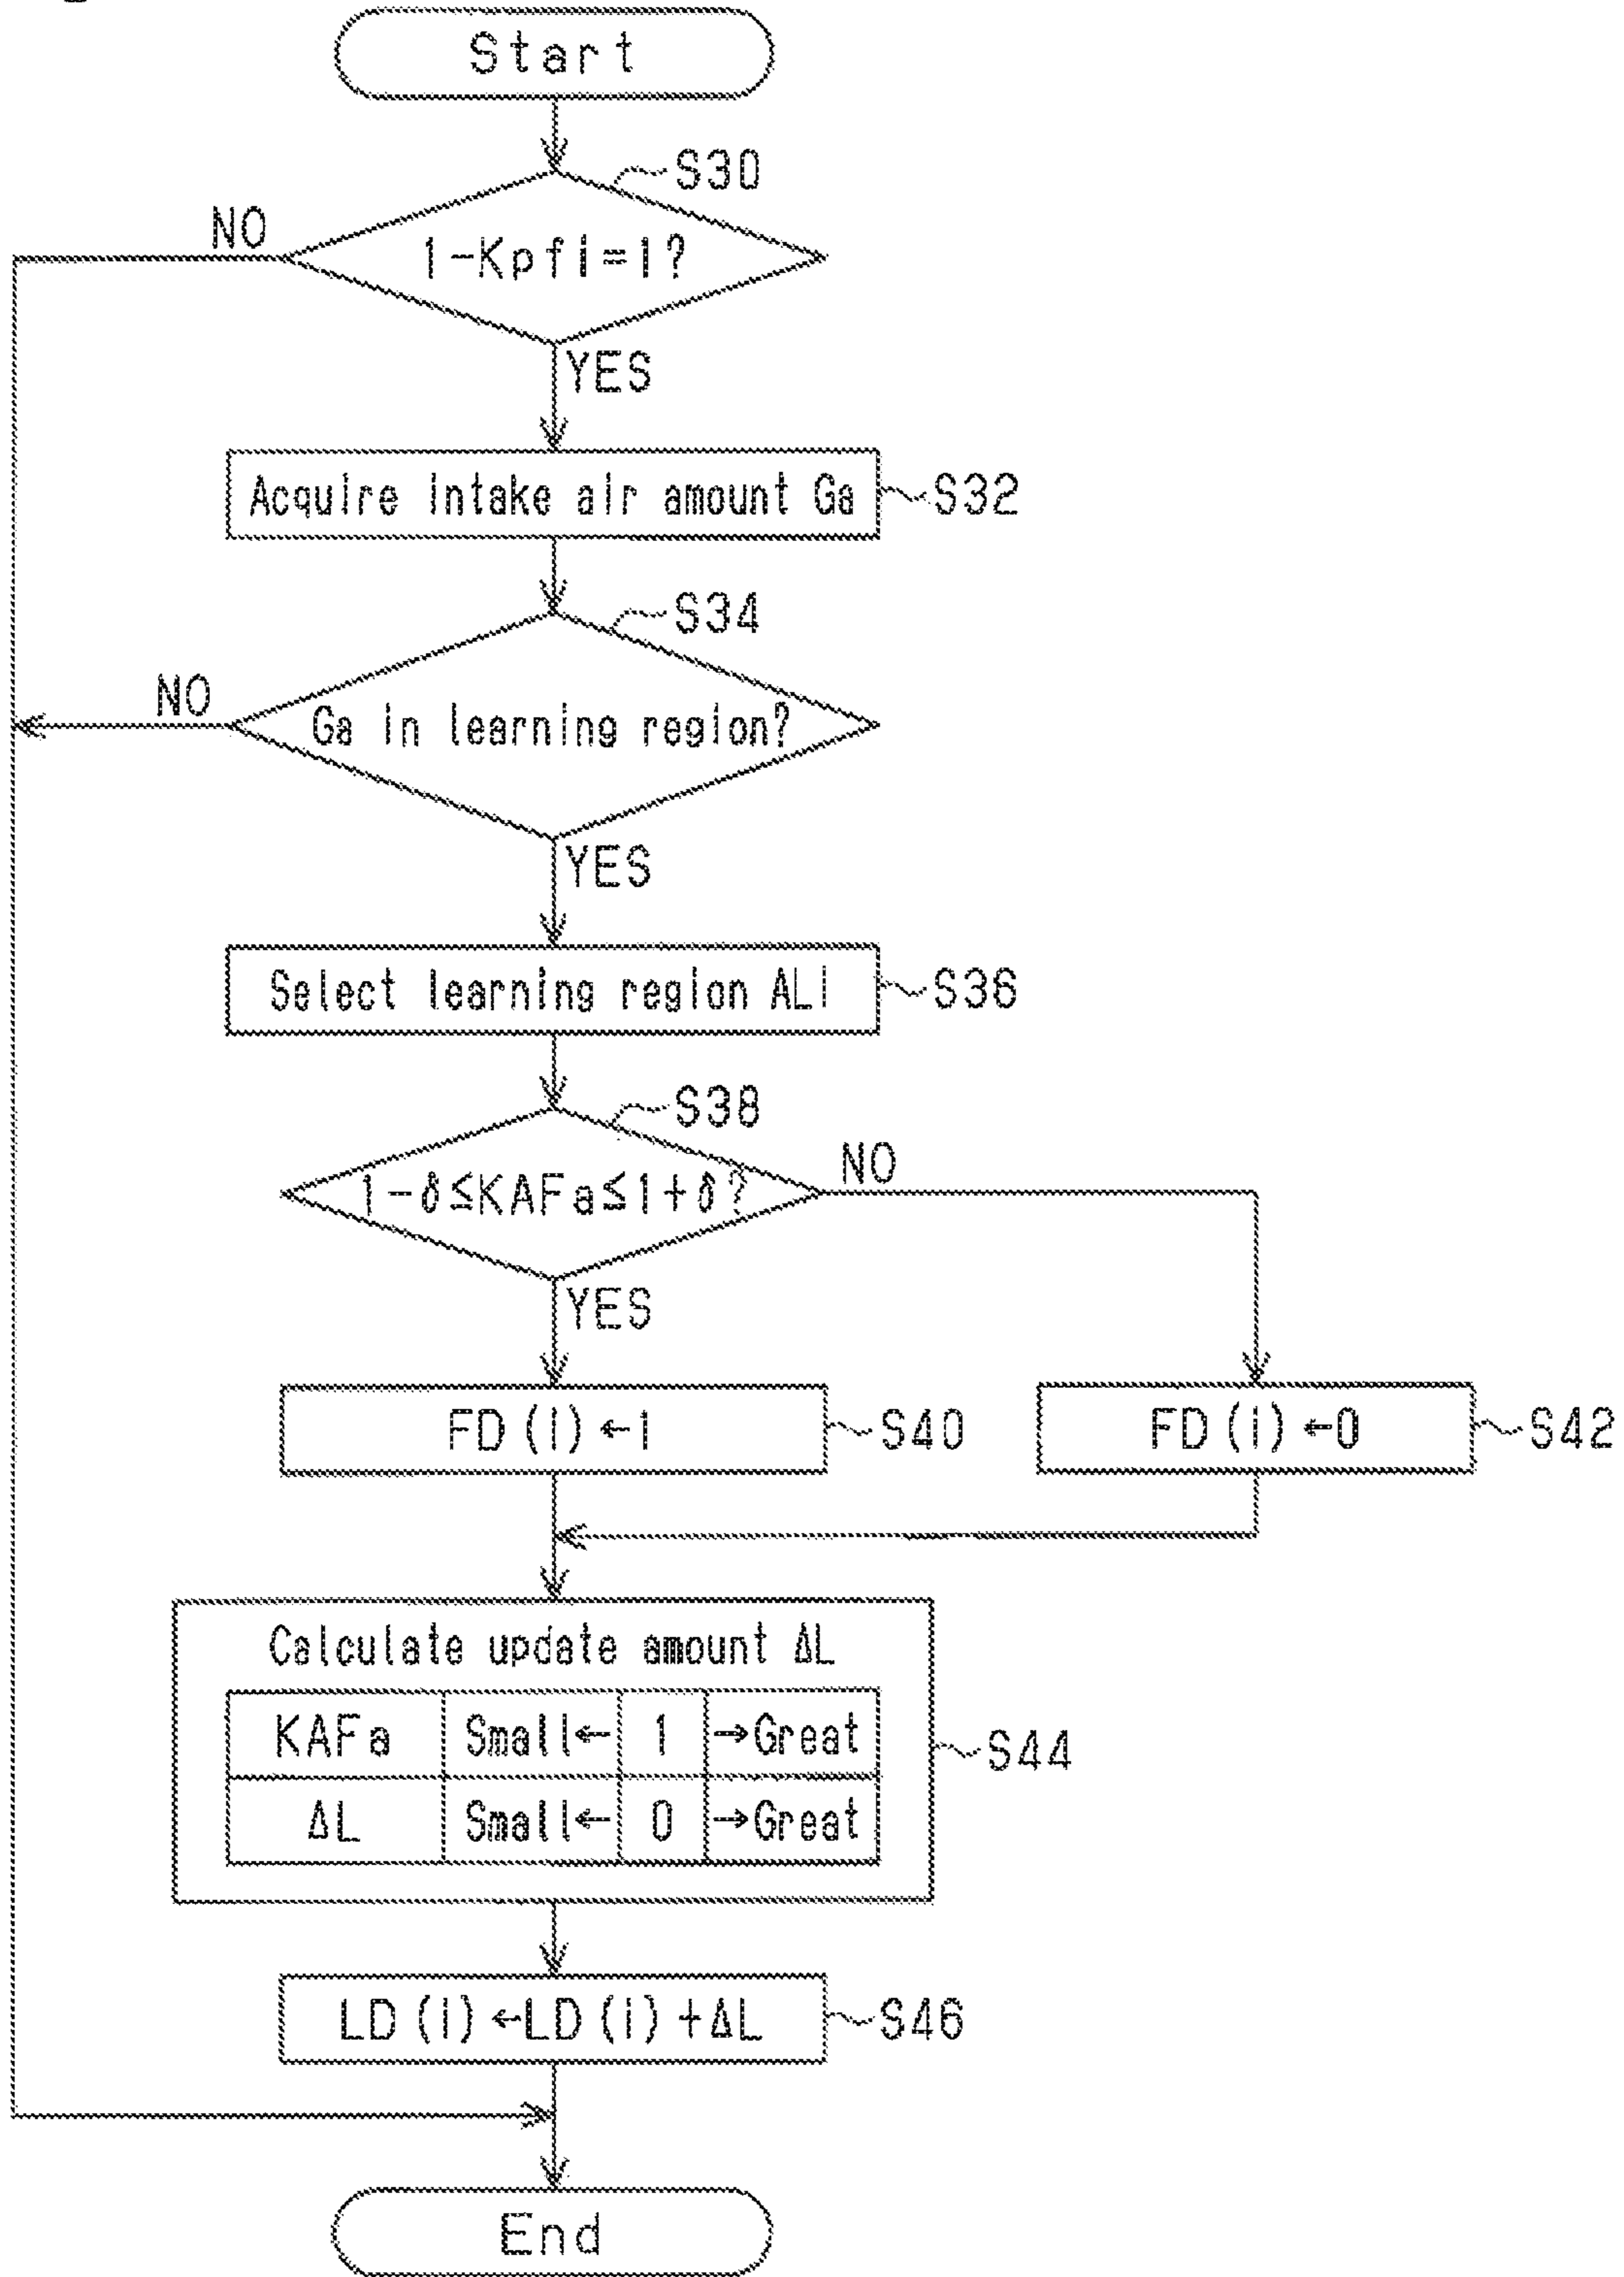 Start
S30
NO
1-Kpfi=1?
YES
Acquire intake air amount Ga
S32
S34
NO
Ga in learning region?
YES
Select learning region ALi
S36
S38
NO
1-δ≦KAFa≦1+δ?
YES
FD(i)←1
S40
FD(i)←0
S42
Calculate update amount ΔL
KAFa Small← 1 →Great
S44
ΔL Small← 0 →Great
LD(i)←LD(i)+ΔL
S46
End